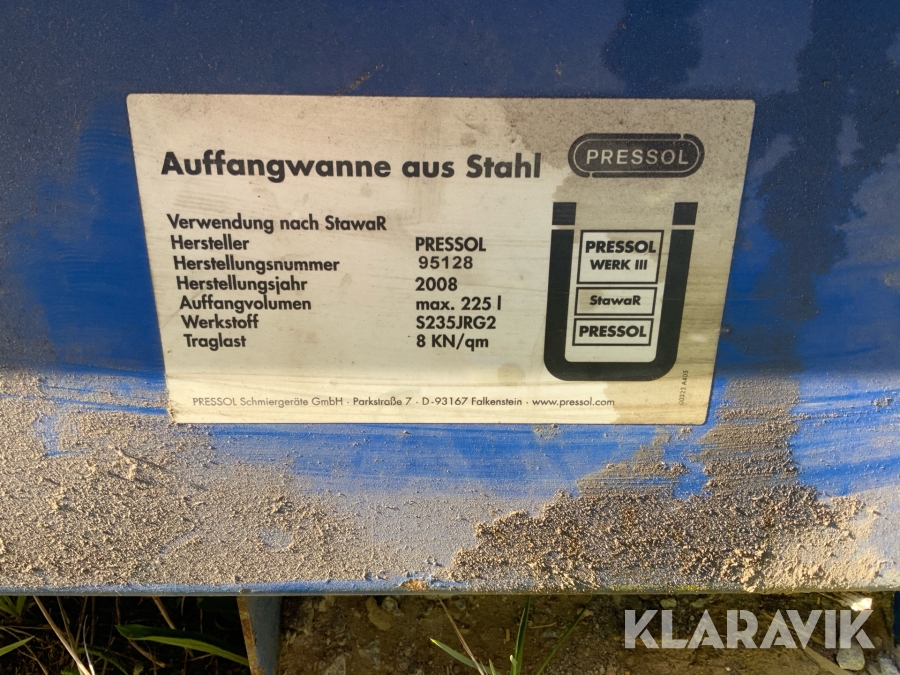 Auffangwanne aus Stahl
PRESSOL
Verwendung nach StawaR
Hersteller PRESSOL
Herstellungsnummer 95128
Herstellungsjahr 2008
Auffangvolumen max. 225 l
Werkstoff S235JRG2
Traglast 8 KN/qm
PRESSOL
WERK III
StawaR
PRESSOL
PRESSOL Schmiergeräte GmbH · Parkstraße 7 · D-93167 Falkenstein · www.pressol.com
KLARAVIK